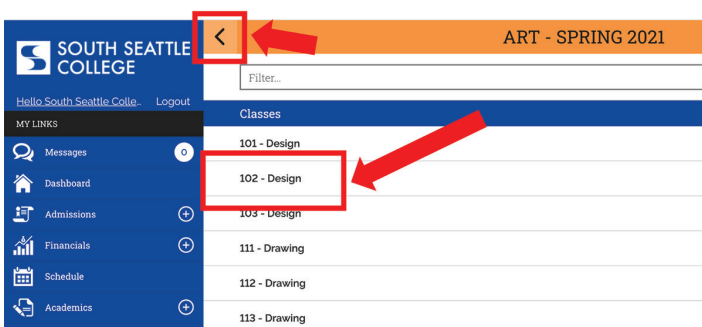 SOUTH SEATTLE
COLLEGE
Hello South Seattle Colle... Logout
MY LINKS
Messages 0
Dashboard
Admissions
Financials
Schedule
Academics
ART - SPRING 2021
Filter...
Classes
101 - Design
102 - Design
103 - Design
111 - Drawing
112 - Drawing
113 - Drawing